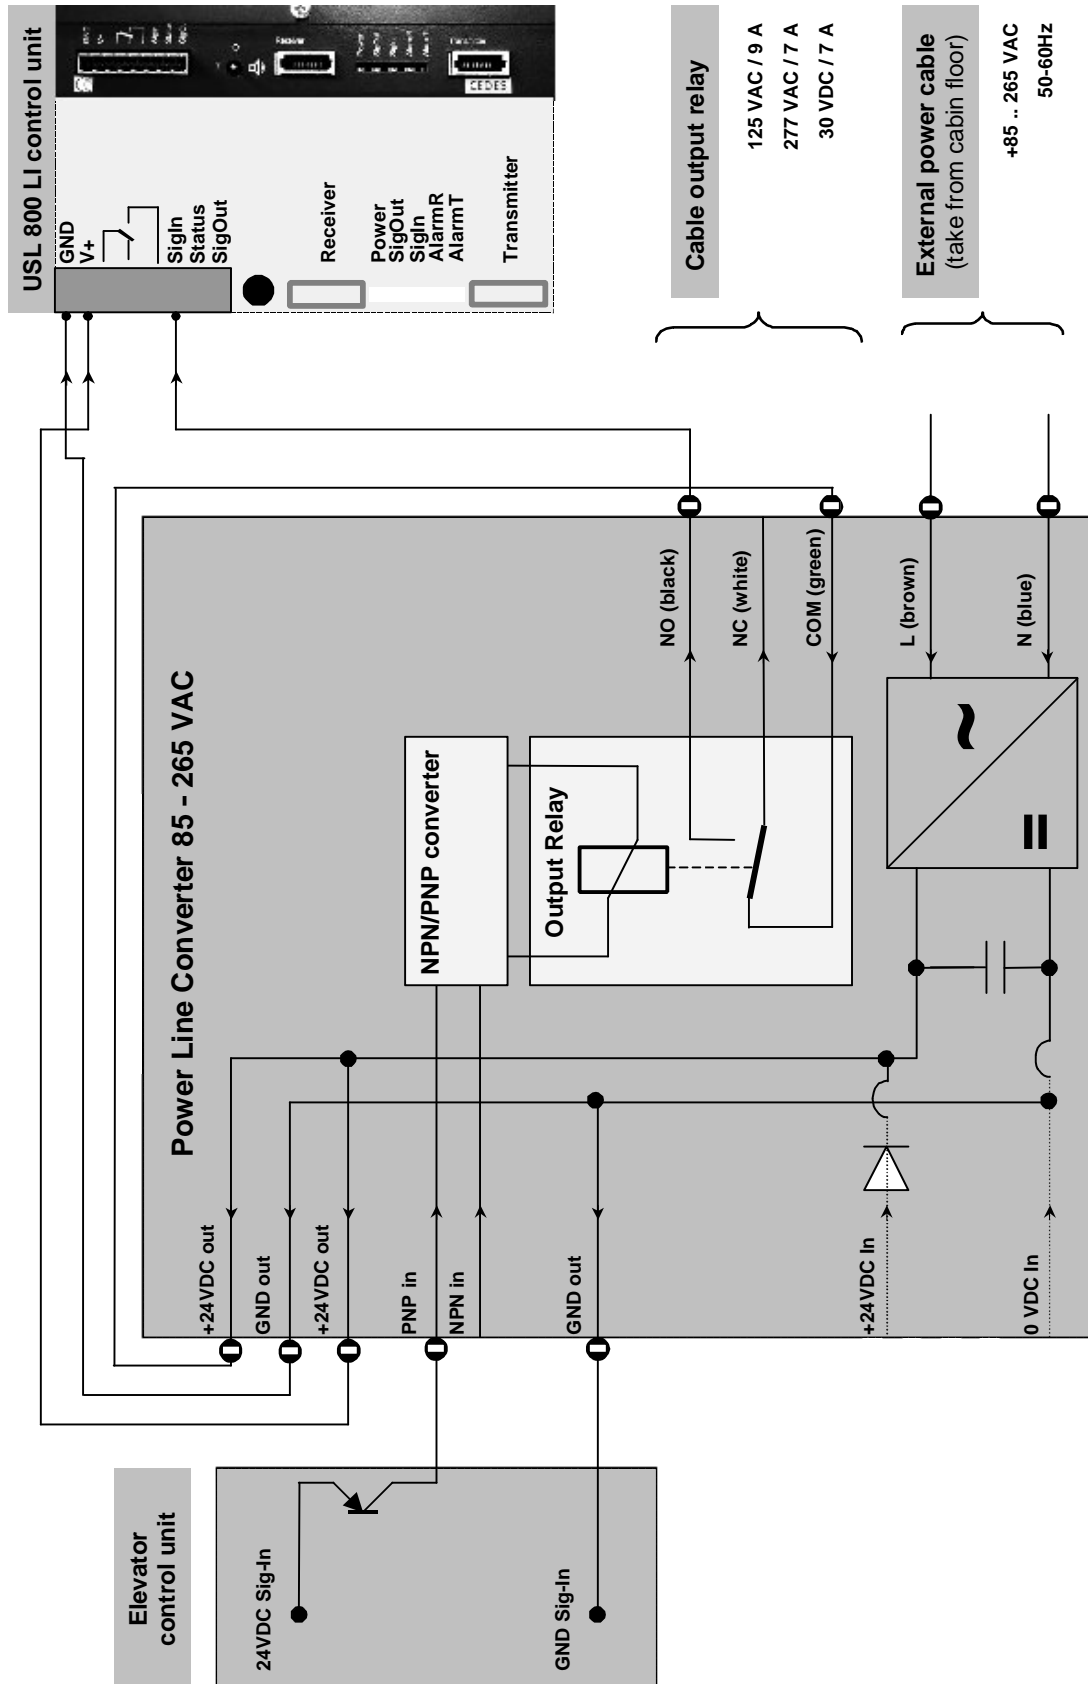 USL 800 LI control unit
Receiver
Transmitter
CEDES
GND
V+
SigIn
Status
SigOut
Receiver
Power
SigOut
SigIn
AlarmR
AlarmT
Transmitter
Cable output relay
125 VAC / 9 A
277 VAC / 7 A
30 VDC / 7 A
External power cable
(take from cabin floor)
+85 .. 265 VAC
50-60Hz
Power Line Converter 85 - 265 VAC
NO (black)
NC (white)
COM (green)
L (brown)
N (blue)
NPN/PNP converter
Output Relay
~
=
+24VDC out
GND out
+24VDC out
PNP in
NPN in
GND out
+24VDC In
0 VDC In
Elevator
control unit
24VDC Sig-In
GND Sig-In